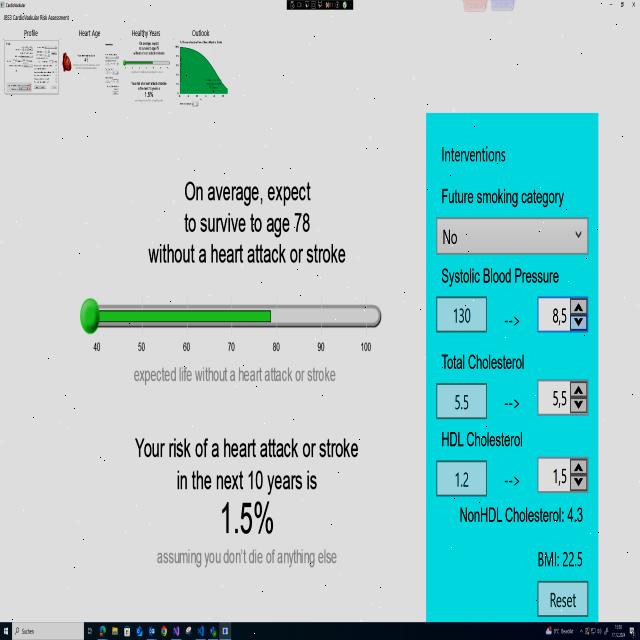 CardioVascular
JBS3 CardioVascular Risk Assessment
Profile
Heart Age
Healthy Years
Outlook
On average, expect
to survive to age 78
without a heart attack or stroke
40 50 60 70 80 90 100
expected life without a heart attack or stroke
Your risk of a heart attack or stroke
in the next 10 years is
1.5%
assuming you don't die of anything else
Interventions
Future smoking category
No
Systolic Blood Pressure
130 --> 8,5
Total Cholesterol
5.5 --> 5,5
HDL Cholesterol
1.2 --> 1,5
NonHDL Cholesterol: 4.3
BMI: 22.5
Reset
Suchen